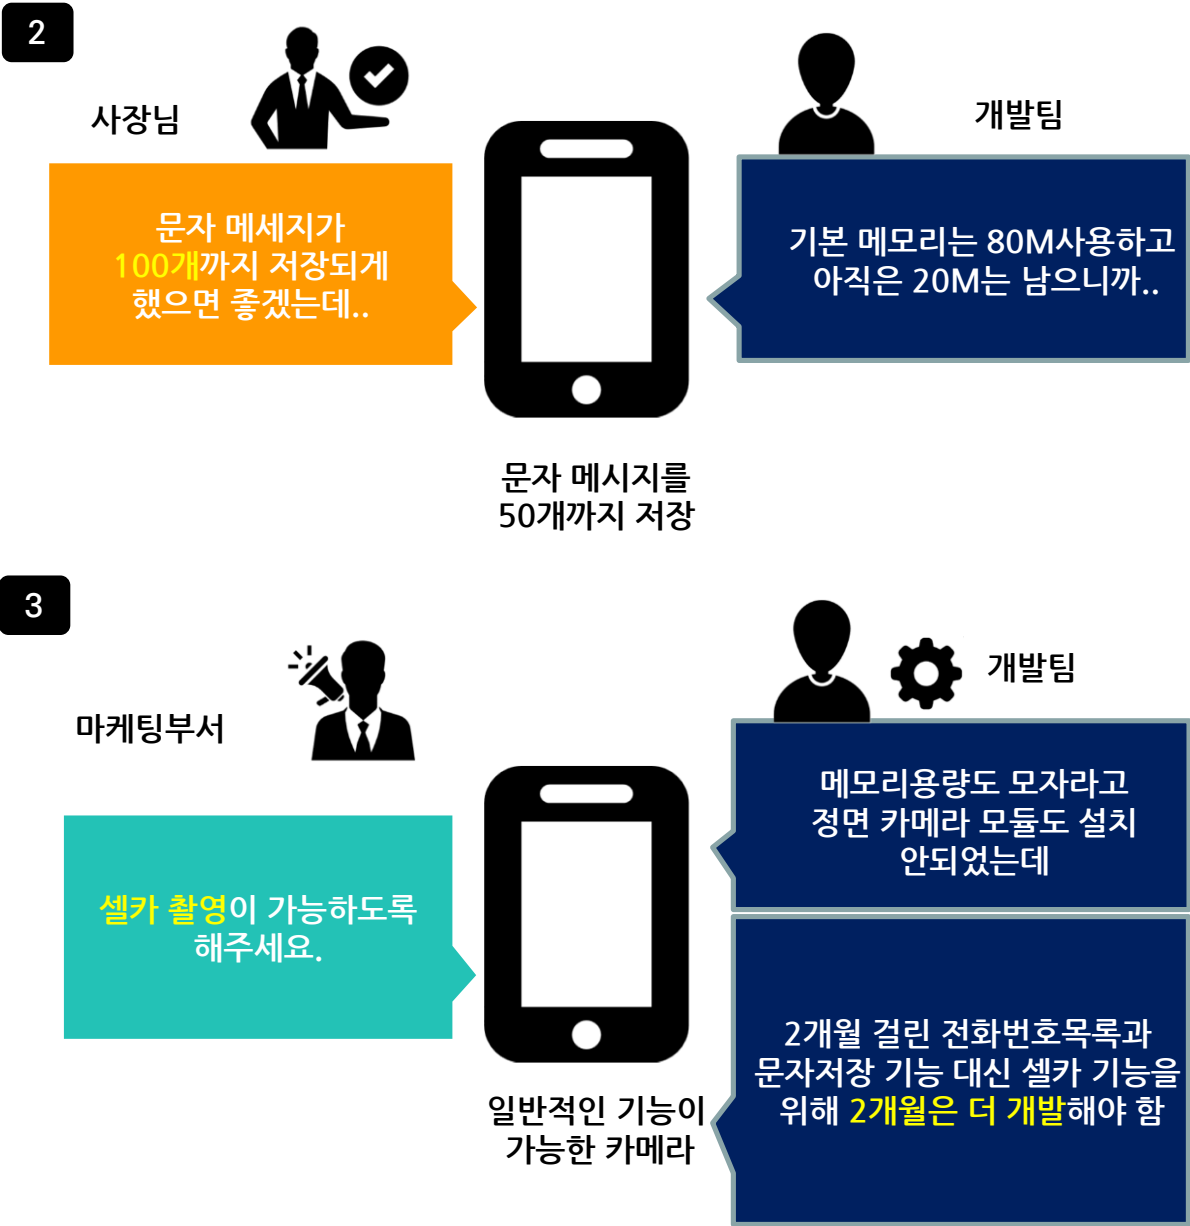 2
사장님
개발팀
문자 메세지가
100개까지 저장되게
했으면 좋겠는데..
기본 메모리는 80M사용하고
아직은 20M는 남으니까..
문자 메시지를
50개까지 저장
3
마케팅부서
개발팀
셀카 촬영이 가능하도록
해주세요.
메모리용량도 모자라고
정면 카메라 모듈도 설치
안되었는데
2개월 걸린 전화번호목록과
문자저장 기능 대신 셀카 기능을
위해 2개월은 더 개발해야 함
일반적인 기능이
가능한 카메라